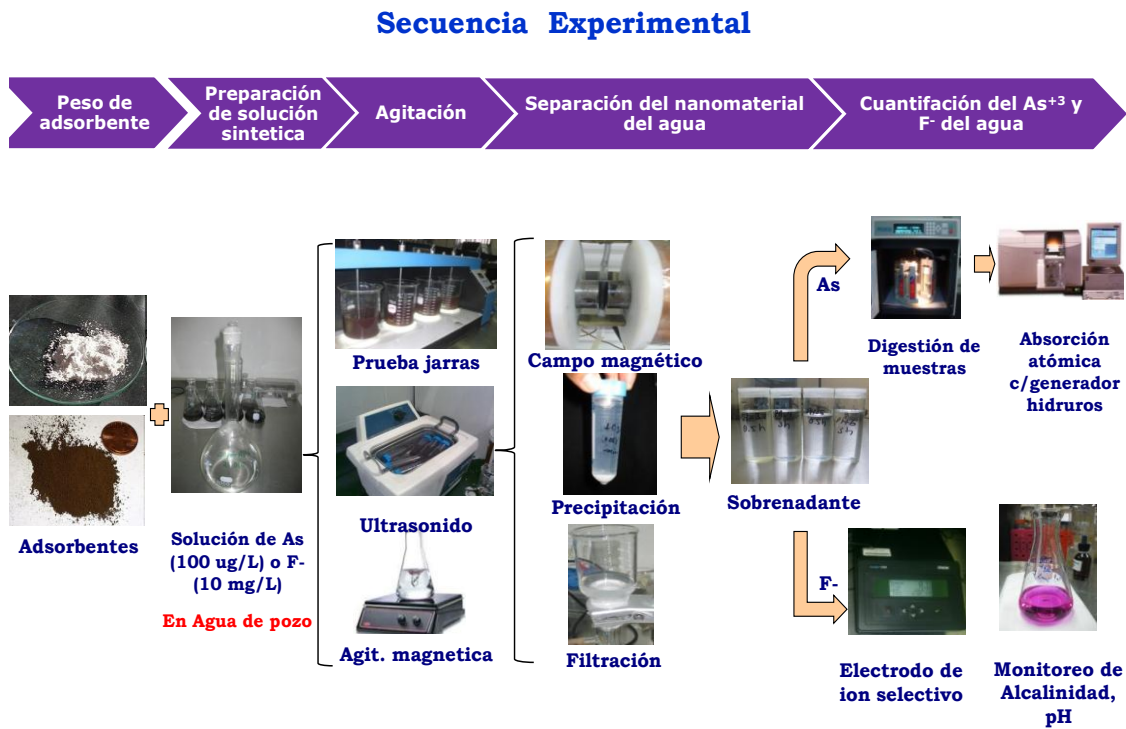 Secuencia Experimental
Peso de
adsorbente
Preparación
de solución
sintetica
Agitación
Separación del nanomaterial
del agua
Cuantifación del As+3 y
F- del agua
Adsorbentes
Solución de As
(100 ug/L) o F-
(10 mg/L)
En Agua de pozo
Prueba jarras
Ultrasonido
Agit. magnetica
Campo magnético
Precipitación
Filtración
Sobrenadante
As
Digestión de
muestras
Absorción
atómica
c/generador
hidruros
F-
Electrodo de
ion selectivo
Monitoreo de
Alcalinidad,
pH